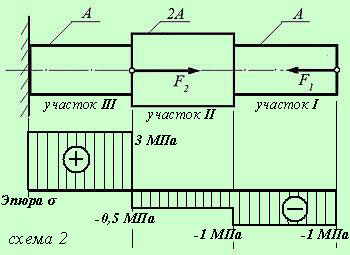 A 2A A
F₂ F₁
участок III участок II участок I
3 МПа
Эпюра σ
-0,5 МПа -1 МПа -1 МПа
схема 2